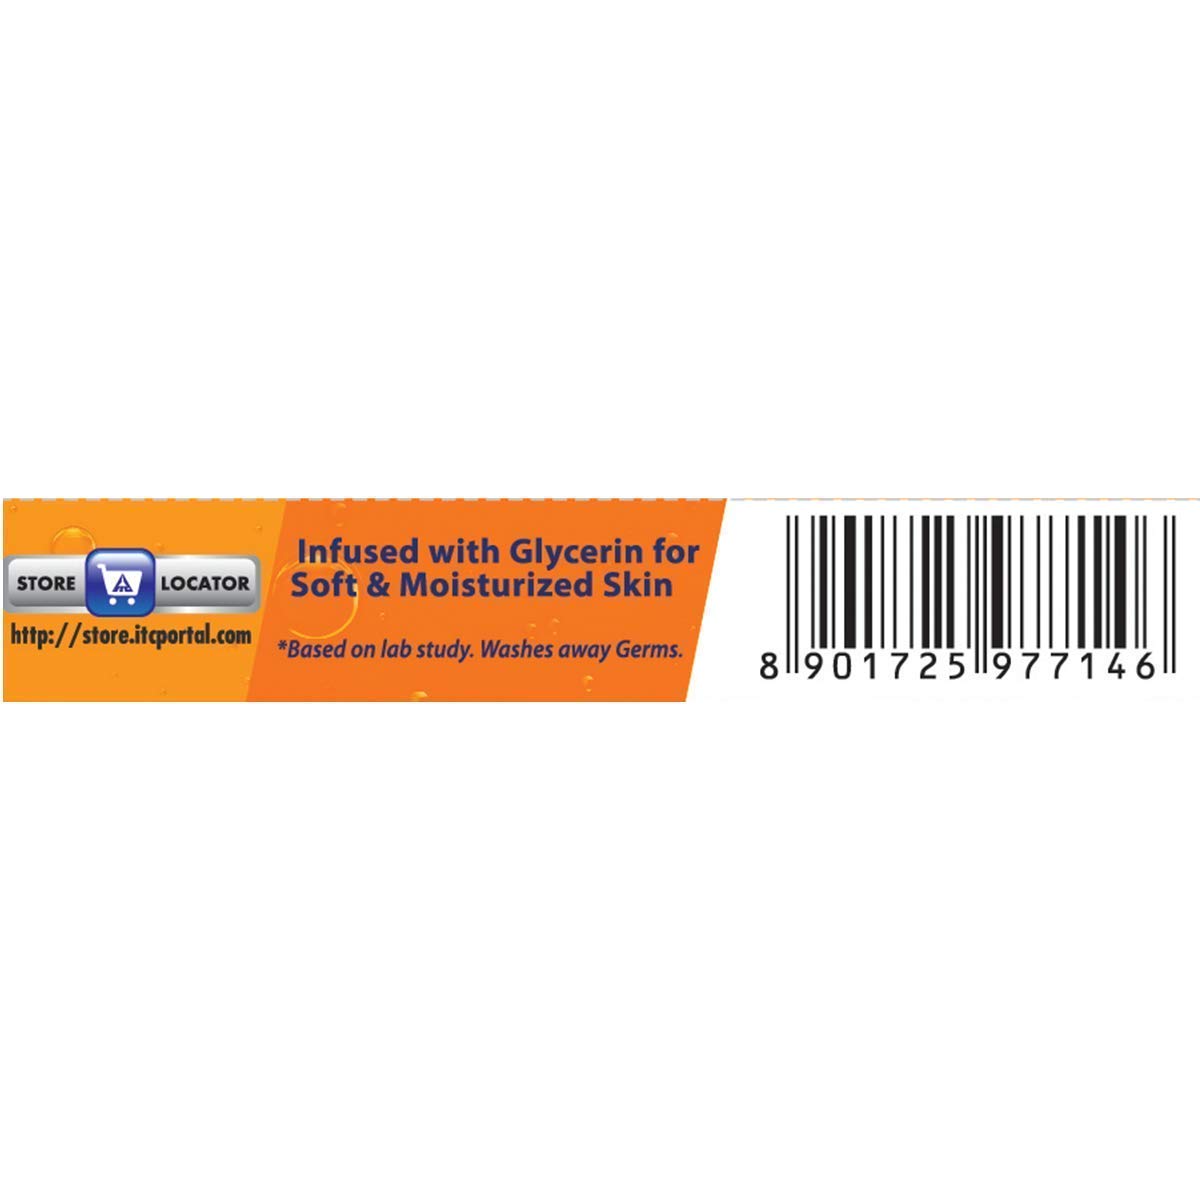 STORE LOCATOR
http://store.itcportal.com
Infused with Glycerin for
Soft & Moisturized Skin
*Based on lab study. Washes away Germs.
8 901725 977146